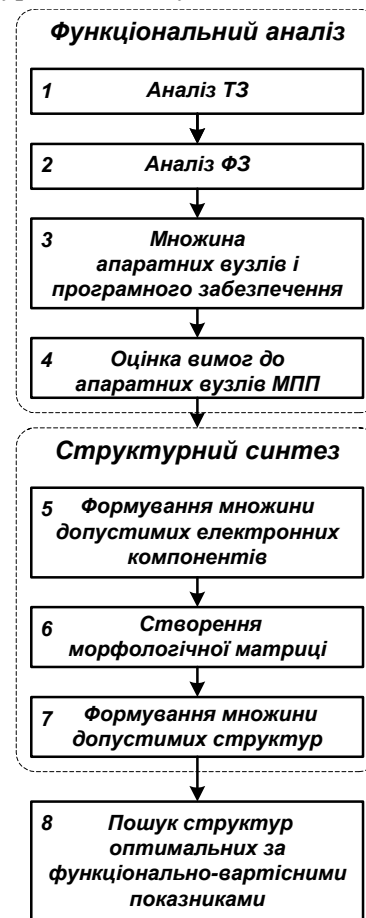 Функціональний аналіз
1 Аналіз ТЗ
2 Аналіз ФЗ
3 Множина
апаратних вузлів і
програмного забезпечення
4 Оцінка вимог до
апаратних вузлів МПП
Структурний синтез
5 Формування множини
допустимих електронних
компонентів
6 Створення
морфологічної матриці
7 Формування множини
допустимих структур
8 Пошук структур
оптимальних за
функціонально-вартісними
показниками